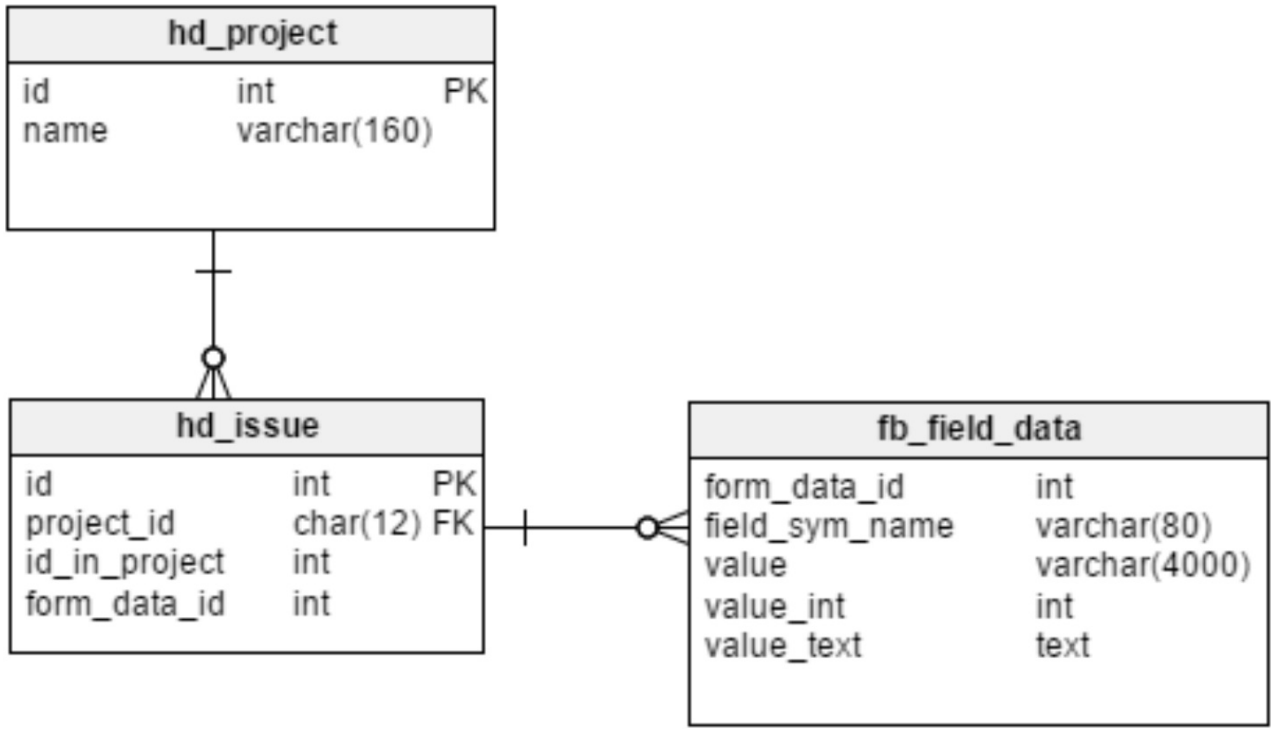 hd_project
id int PK
name varchar(160)
hd_issue
id int PK
project_id char(12) FK
id_in_project int
form_data_id int
fb_field_data
form_data_id int
field_sym_name varchar(80)
value varchar(4000)
value_int int
value_text text